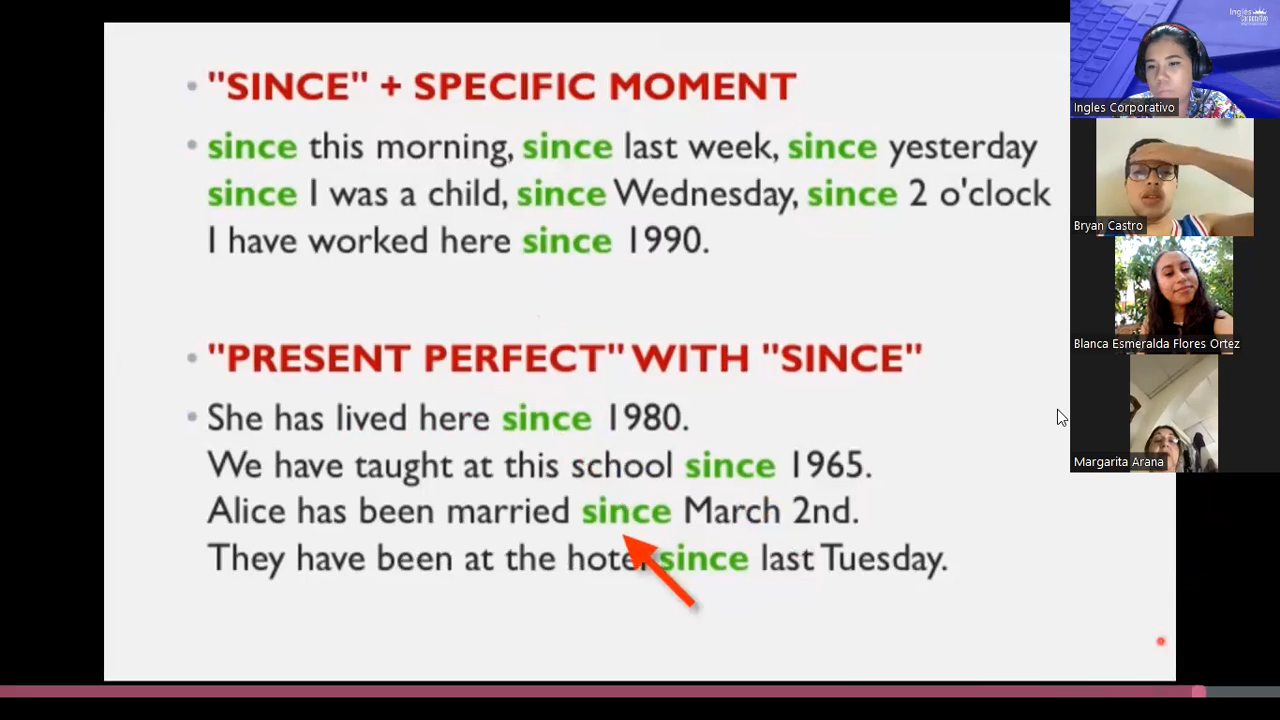 "SINCE" + SPECIFIC MOMENT
since this morning, since last week, since yesterday
since I was a child, since Wednesday, since 2 o'clock
I have worked here since 1990.
"PRESENT PERFECT" WITH "SINCE"
She has lived here since 1980.
We have taught at this school since 1965.
Alice has been married since March 2nd.
They have been at the hotel since last Tuesday.
Inglés
Corporativo
Ingles Corporativo
Bryan Castro
Blanca Esmeralda Flores Ortez
Margarita Arana